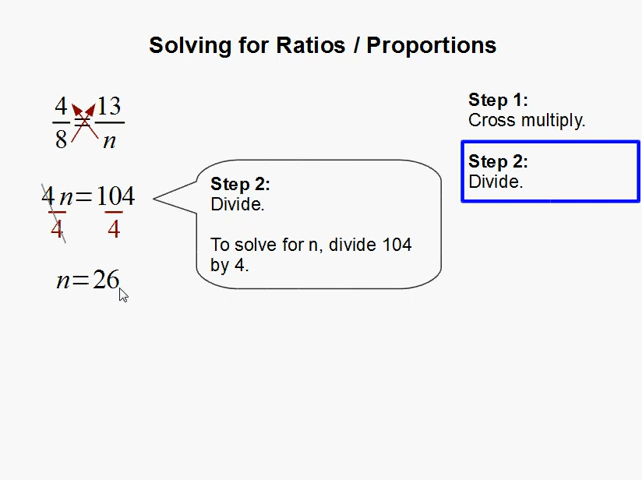 Solving for Ratios / Proportions
4/8 = 13/n
4n=104
4 4
n=26
Step 2:
Divide.
To solve for n, divide 104
by 4.
Step 1:
Cross multiply.
Step 2:
Divide.